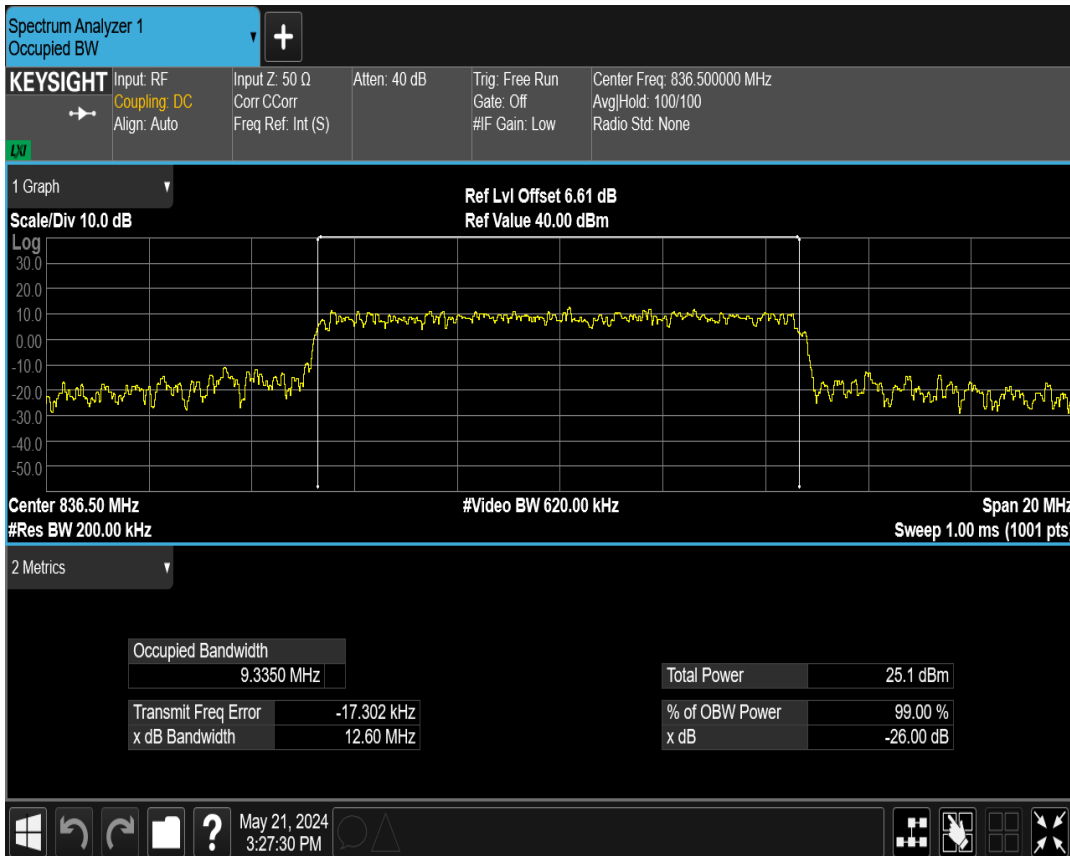 Spectrum Analyzer 1
Occupied BW
KEYSIGHT
LXI
Input: RF
Coupling: DC
Align: Auto
Input Z: 50 Ω
Corr CCorr
Freq Ref: Int (S)
Atten: 40 dB
Trig: Free Run
Gate: Off
#IF Gain: Low
Center Freq: 836.500000 MHz
Avg|Hold: 100/100
Radio Std: None
1 Graph
Scale/Div 10.0 dB
Ref Lvl Offset 6.61 dB
Ref Value 40.00 dBm
Log
30.0
20.0
10.0
0.00
-10.0
-20.0
-30.0
-40.0
-50.0
Center 836.50 MHz
#Video BW 620.00 kHz
Span 20 MHz
#Res BW 200.00 kHz
Sweep 1.00 ms (1001 pts)
2 Metrics
Occupied Bandwidth
9.3350 MHz
Total Power 25.1 dBm
Transmit Freq Error -17.302 kHz
% of OBW Power 99.00 %
x dB Bandwidth 12.60 MHz
x dB -26.00 dB
?
May 21, 2024
3:27:30 PM